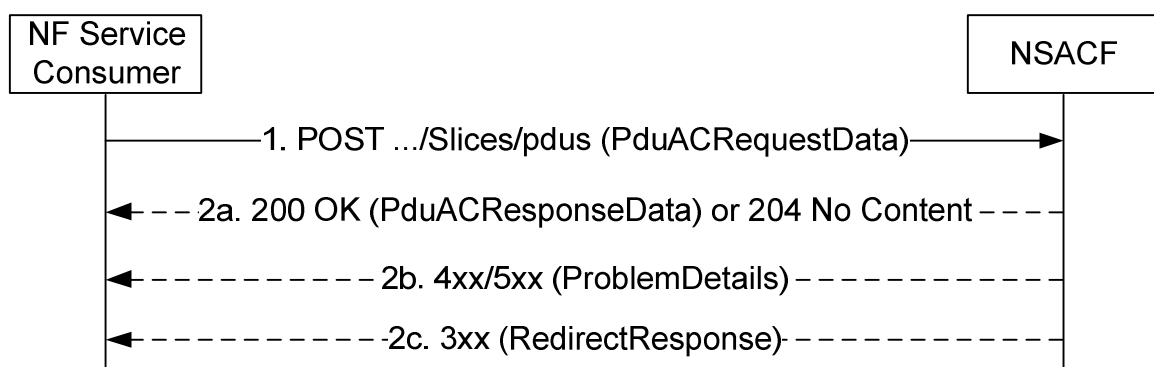 NF Service
Consumer
NSACF
1. POST .../Slices/pdus (PduACRequestData)
2a. 200 OK (PduACResponseData) or 204 No Content
2b. 4xx/5xx (ProblemDetails)
2c. 3xx (RedirectResponse)